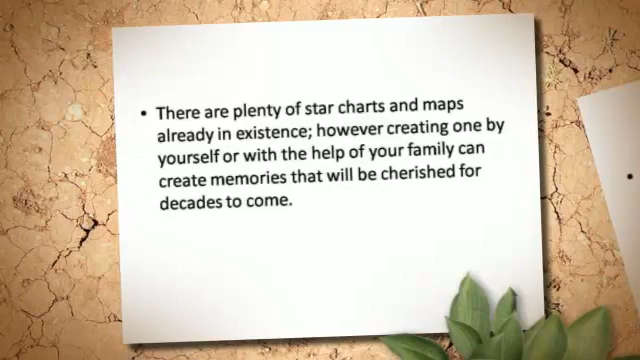 • There are plenty of star charts and maps
already in existence; however creating one by
yourself or with the help of your family can
create memories that will be cherished for
decades to come.